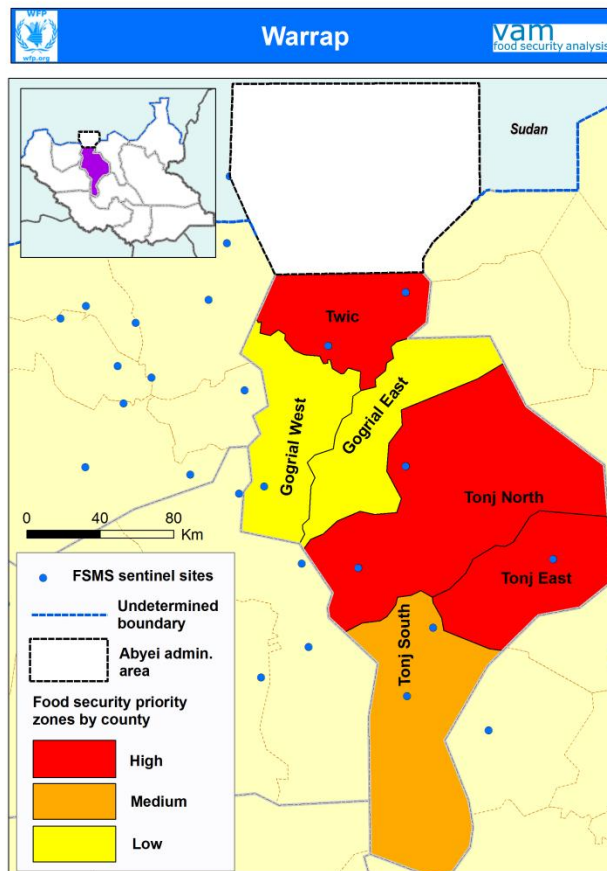 WFP
wfp.org
Warrap
vam
food security analysis
Sudan
Twic
Gogrial West
Gogrial East
Tonj North
Tonj East
Tonj South
0 40 80
Km
FSMS sentinel sites
Undetermined
boundary
Abyei admin.
area
Food security priority
zones by county
High
Medium
Low